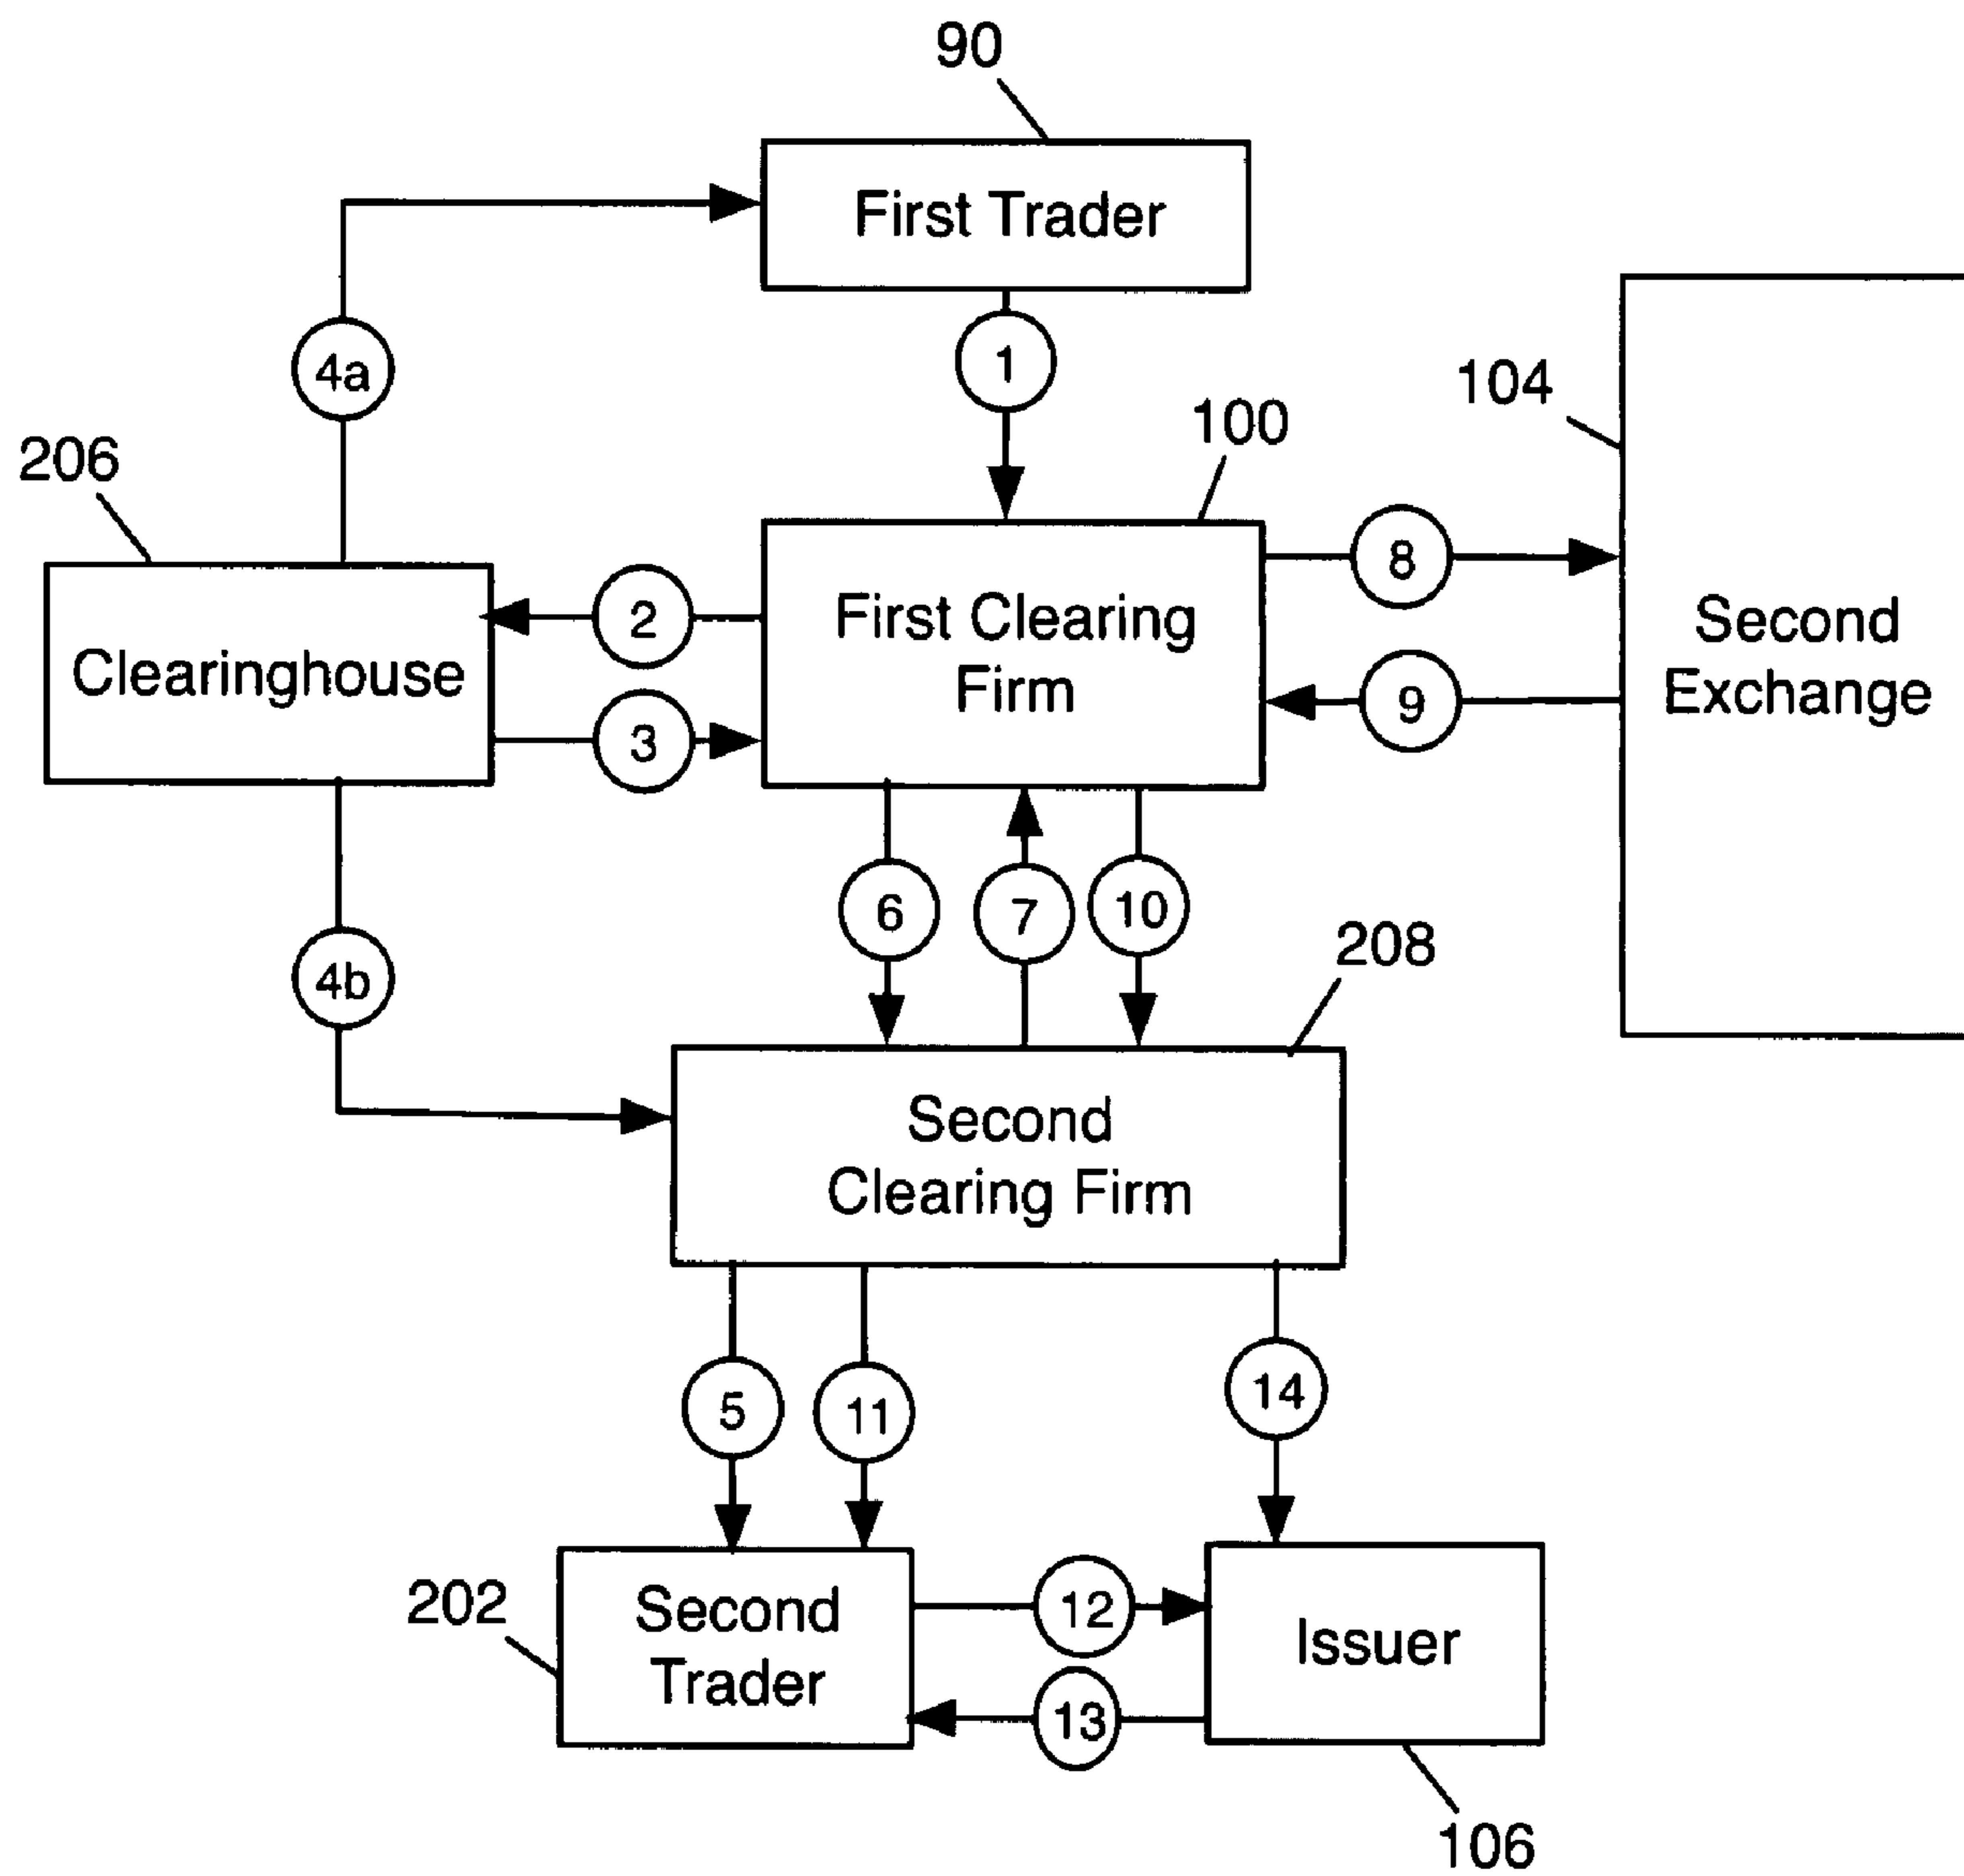 90
First Trader
4a
1
104
100
206
8
First Clearing
Firm
2
Second
Exchange
Clearinghouse
3
9
6
7
10
208
4b
Second
Clearing Firm
5
11
14
202
Second
Trader
12
Issuer
13
106